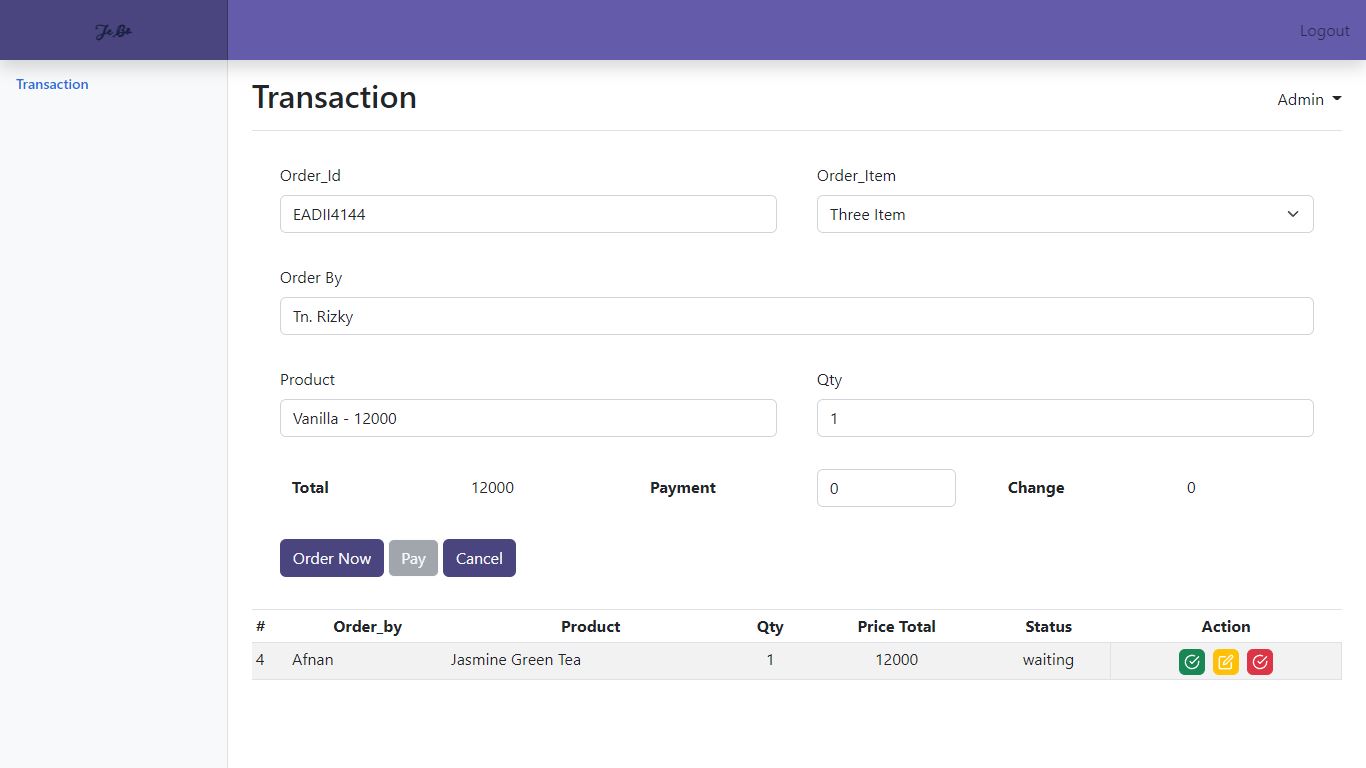 Logout
Transaction
Transaction
Admin
Order_Id
Order_Item
EADII4144
Three Item
Order By
Tn. Rizky
Product
Qty
Vanilla - 12000
1
Total 12000 Payment 0 Change 0
Order Now Pay Cancel
# Order_by Product Qty Price Total Status Action
4 Afnan Jasmine Green Tea 1 12000 waiting